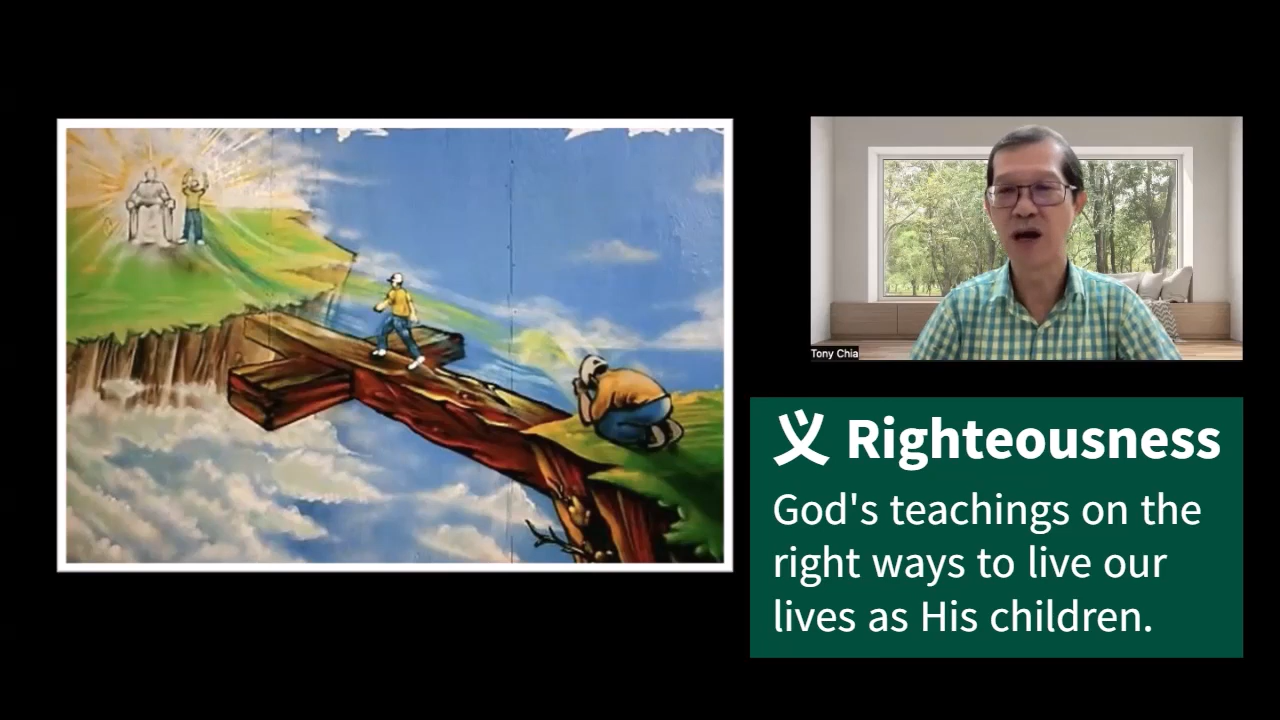 Tony Chia
义 Righteousness
God's teachings on the
right ways to live our
lives as His children.